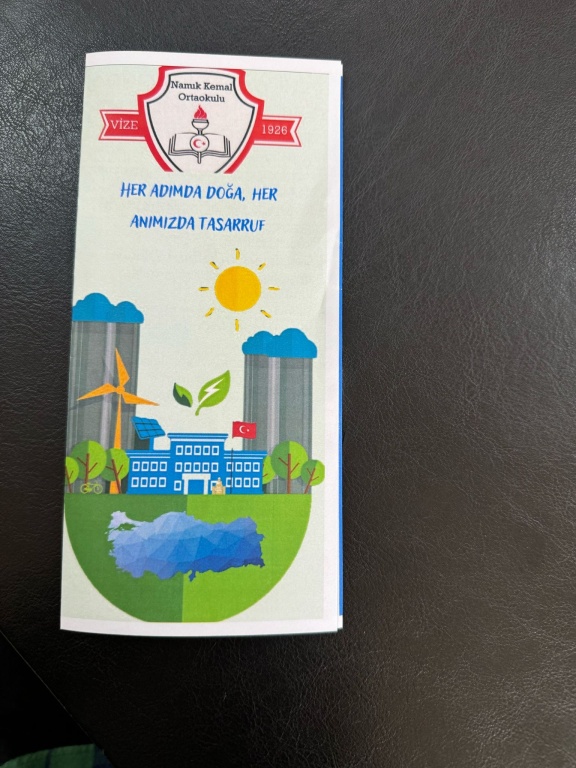 Namık Kemal
Ortaokulu
VİZE
1926
HER ADIMDA DOĞA, HER
ANIMIZDA TASARRUF